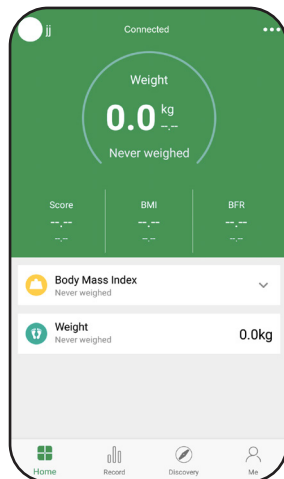 jj Connected •••
Weight
0.0 kg
--.--
Never weighed
Score BMI BFR
--.-- --.-- --.--
--.-- --.-- --.--
Body Mass Index
Never weighed
Weight 0.0kg
Never weighed
Home Record Discovery Me